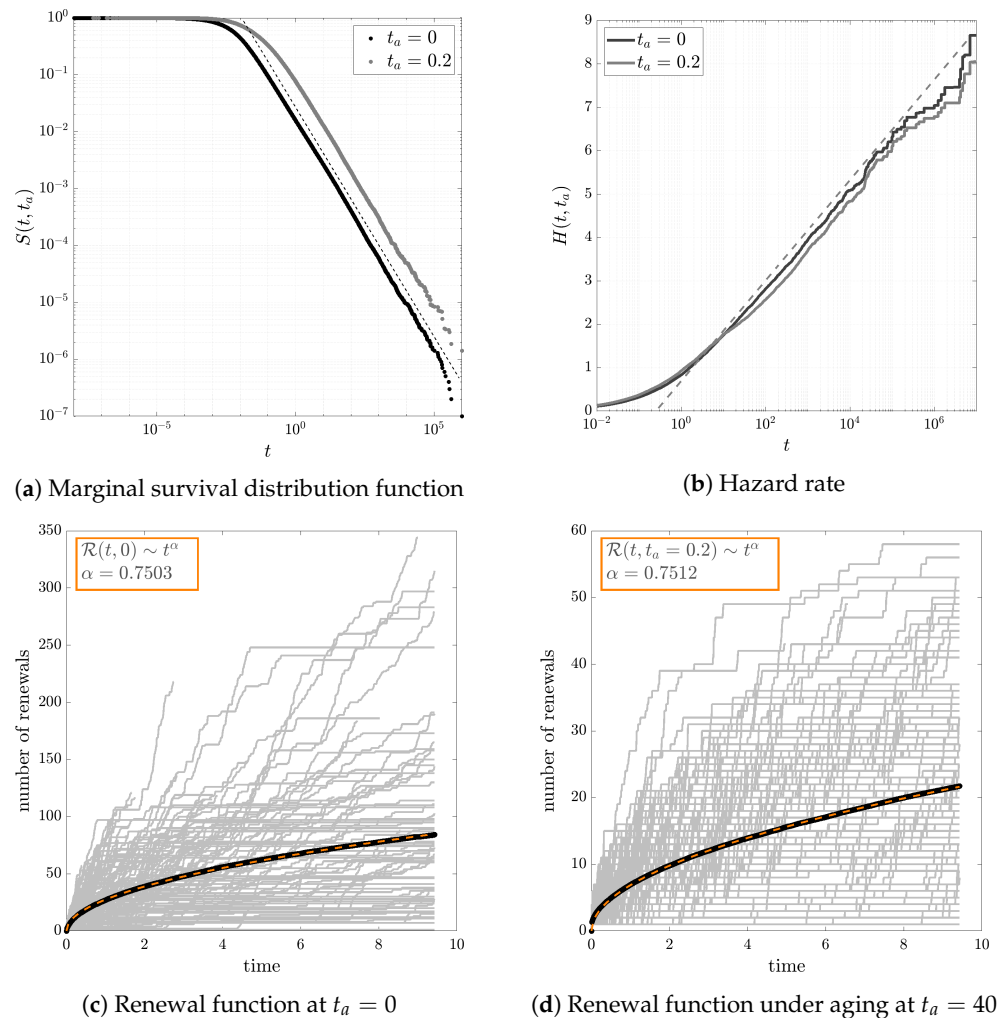 10^0
10^-1
10^-2
10^-3
10^-4
10^-5
10^-6
10^-7
S(t, t_a)
10^-5
10^0
10^5
t
t_a = 0
t_a = 0.2
(a) Marginal survival distribution function
9
8
7
6
5
4
3
2
1
0
H(t, t_a)
10^-2
10^0
10^2
10^4
10^6
t
t_a = 0
t_a = 0.2
(b) Hazard rate
350
300
250
200
150
100
50
0
number of renewals
0
2
4
6
8
10
time
R(t, 0) ∼ t^α
α = 0.7503
(c) Renewal function at t_a = 0
60
50
40
30
20
10
0
number of renewals
0
2
4
6
8
10
time
R(t, t_a = 0.2) ∼ t^α
α = 0.7512
(d) Renewal function under aging at t_a = 40